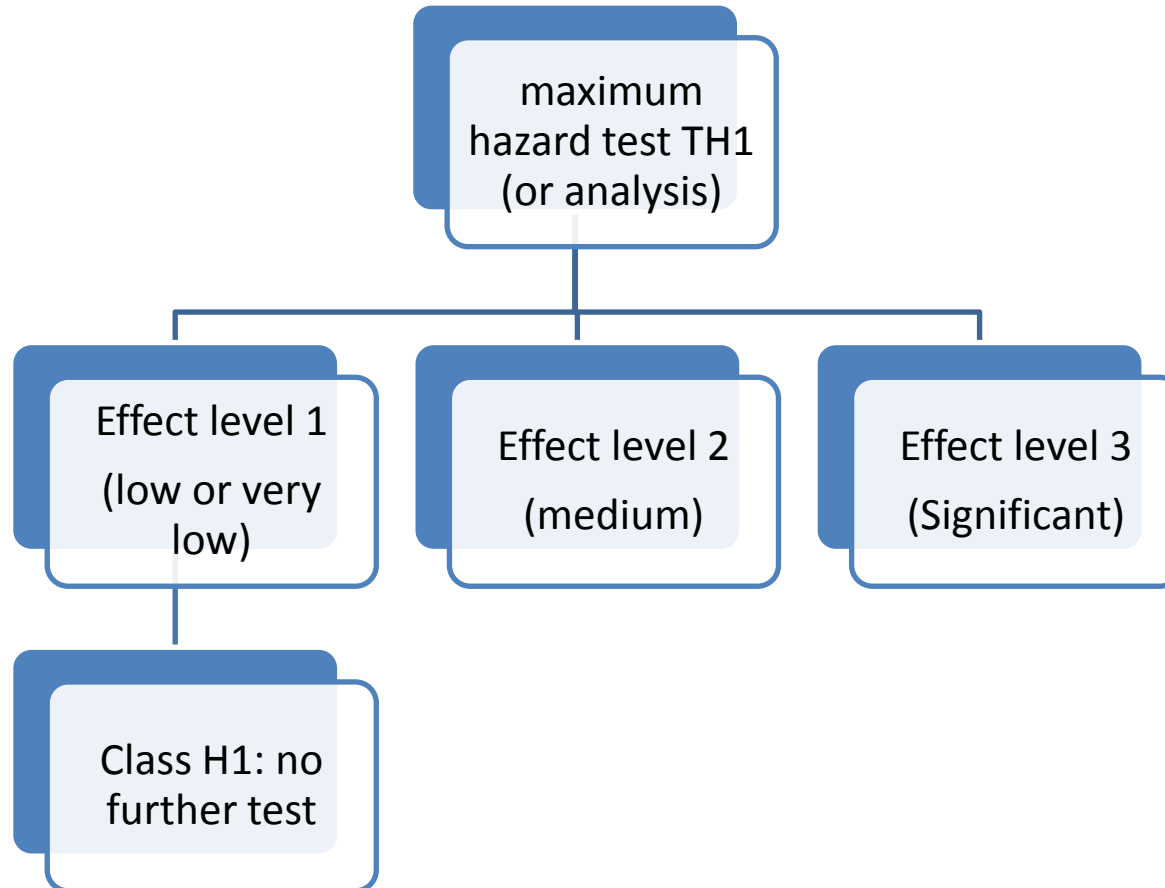 maximum
hazard test TH1
(or analysis)
Effect level 1
(low or very
low)
Effect level 2
(medium)
Effect level 3
(Significant)
Class H1: no
further test